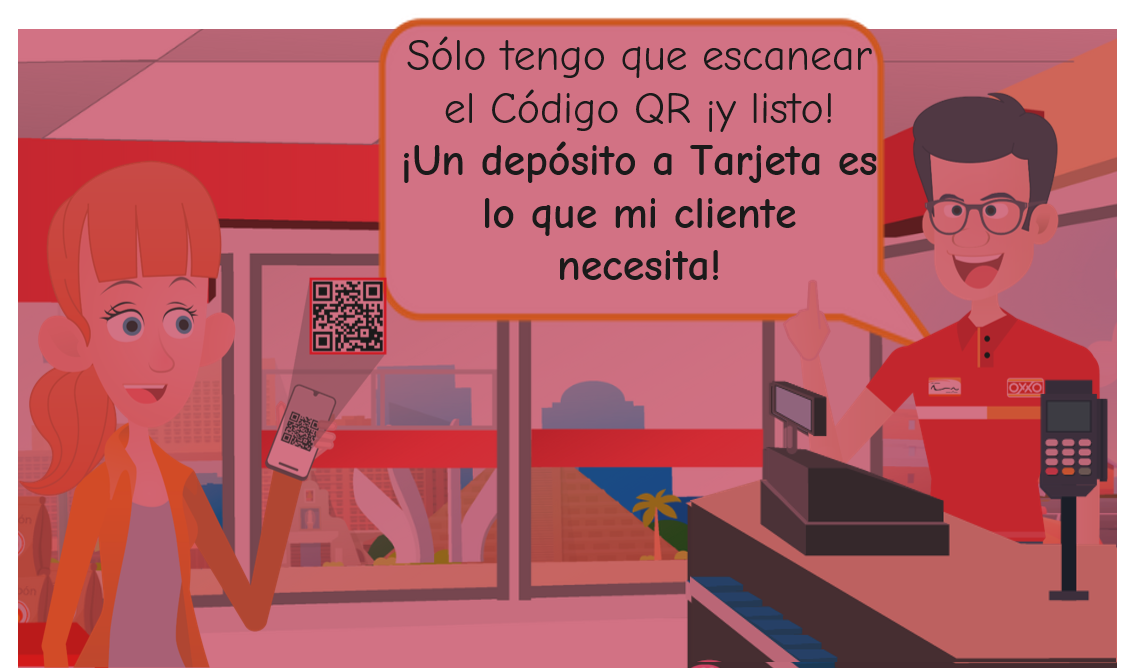 Sólo tengo que escanear
el Código QR ¡y listo!
¡Un depósito a Tarjeta es
lo que mi cliente
necesita!
OXXO